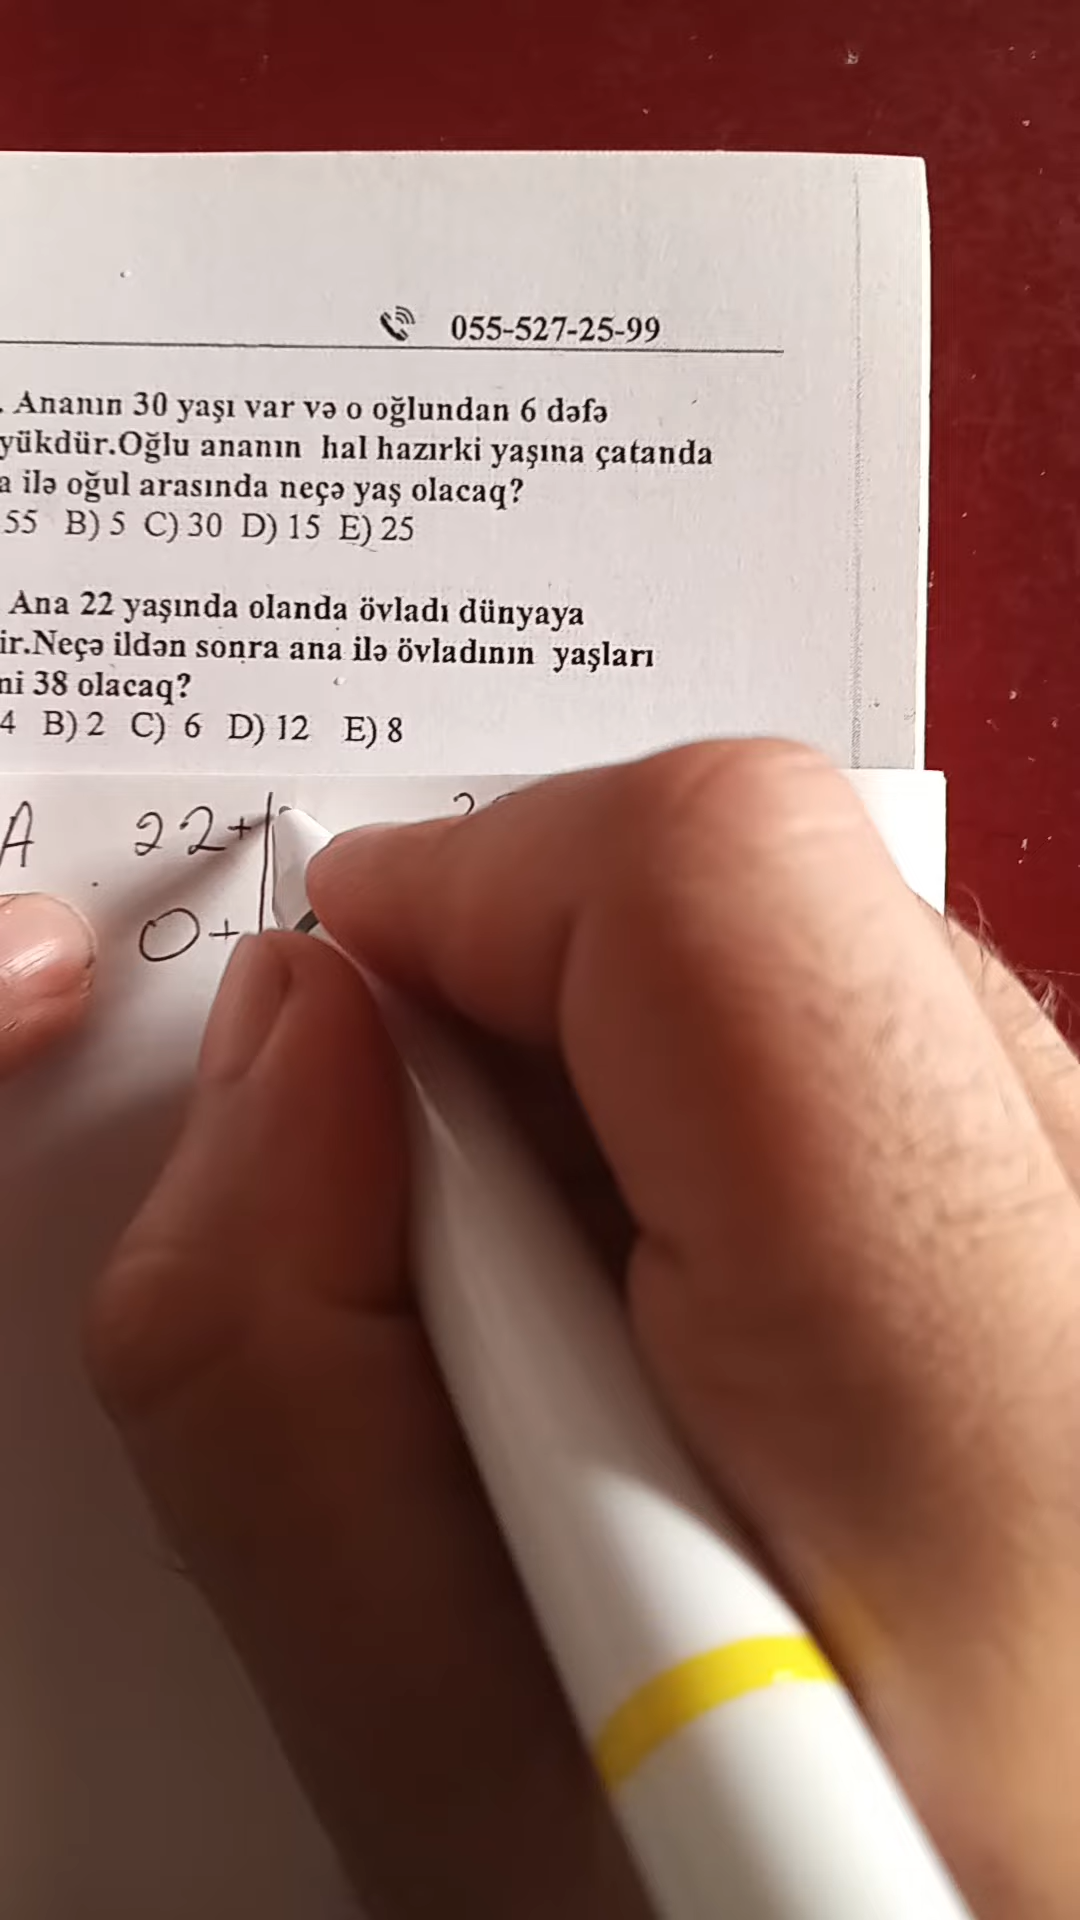 055-527-25-99
. Ananın 30 yaşı var və o oğlundan 6 dəfə
yükdür.Oğlu ananın hal hazırki yaşına çatanda
a ilə oğul arasında neçə yaş olacaq?
55 B) 5 C) 30 D) 15 E) 25
Ana 22 yaşında olanda övladı dünyaya
ir.Neçə ildən sonra ana ilə övladının yaşları
ni 38 olacaq?
4 B) 2 C) 6 D) 12 E) 8
A 22+
0+